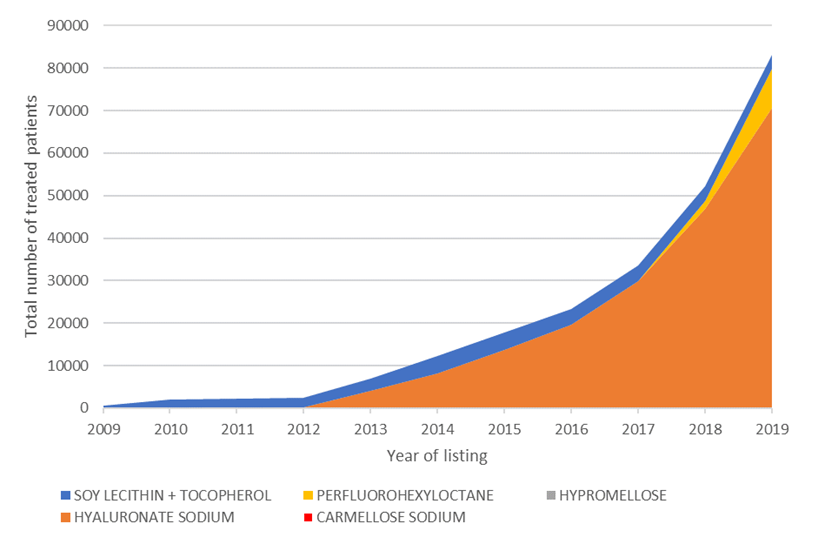 90000
80000
70000
60000
50000
40000
30000
20000
10000
0
Total number of treated patients
2009 2010 2011 2012 2013 2014 2015 2016 2017 2018 2019
Year of listing
SOY LECITHIN + TOCOPHEROL PERFLUOROHEXYLOCTANE HYPROMELLOSE
HYALURONATE SODIUM CARMELLOSE SODIUM